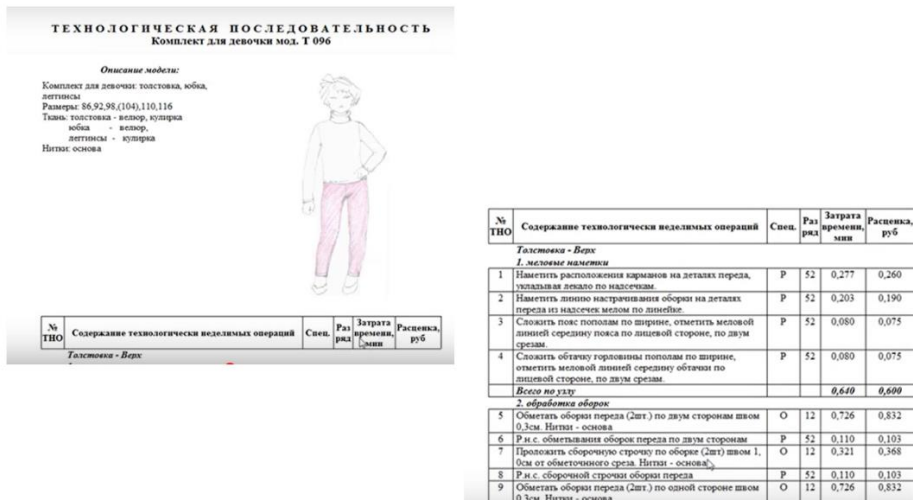 ТЕХНОЛОГИЧЕСКАЯ ПОСЛЕДОВАТЕЛЬНОСТЬ
Комплект для девочки мод. Т 096
Описание модели:
Комплект для девочки: толстовка, юбка,
леггинсы
Размеры: 86,92,98,(104),110,116
Ткань: толстовка - велюр, кулирка
юбка - велюр,
леггинсы - кулирка
Нитки: основа
№ ТНО Содержание технологически неделимых операций Спец. Раз ряд Затрата времени, мин Расценка, руб
Толстовка - Верх
№ ТНО Содержание технологически неделимых операций Спец. Раз ряд Затрата времени, мин Расценка, руб
Толстовка - Верх
1. меловые наметки
1 Наметить расположения карманов на деталях переда, Р 52 0,277 0,260
укладывая лекало по надсечкам.
2 Наметить линию настрачивания оборки на деталях Р 52 0,203 0,190
переда из надсечек мелом по линейке.
3 Сложить пояс пополам по ширине, отметить меловой Р 52 0,080 0,075
линией середину пояса по лицевой стороне, по двум
срезам.
4 Сложить обтачку горловины пополам по ширине, Р 52 0,080 0,075
отметить меловой линией середину обтачки по
лицевой стороне, по двум срезам.
Всего по узлу 0,640 0,600
2. обработка оборок
5 Обметать оборки переда (2шт.) по двум сторонам швом О 12 0,726 0,832
0,3см. Нитки - основа
6 Р.н.с. обметывания оборок переда по двум сторонам Р 52 0,110 0,103
7 Проложить сборочную строчку по оборке (2шт) швом 1, О 12 0,321 0,368
0см от обметочного среза. Нитки - основа
8 Р.н.с. сборочной строчки оборки переда Р 52 0,110 0,103
9 Обметать оборки переда (2шт.) по одной стороне швом О 12 0,726 0,832
0,3см. Нитки - основа